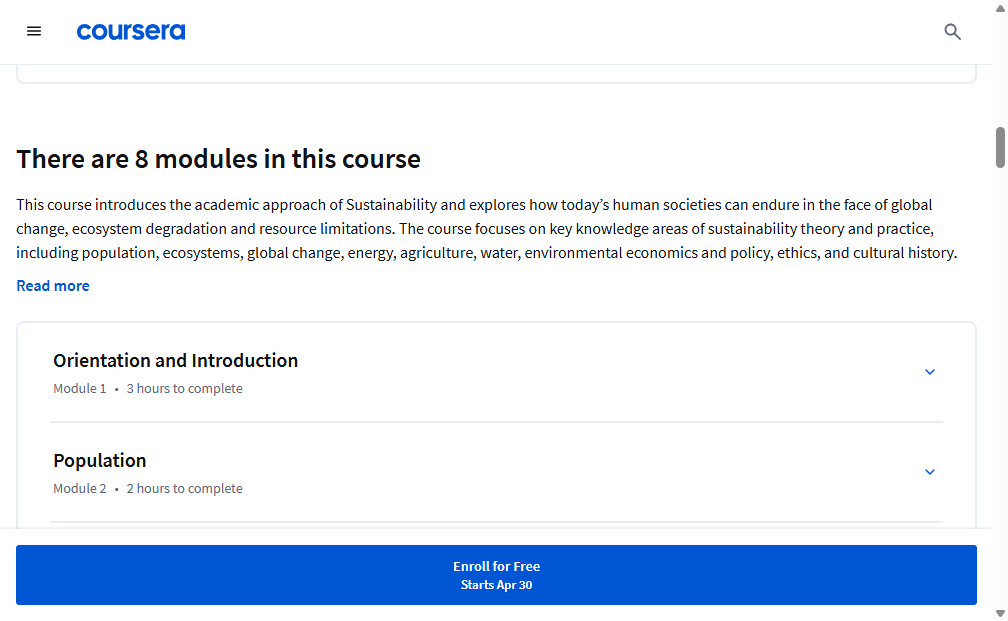 coursera
There are 8 modules in this course
This course introduces the academic approach of Sustainability and explores how today’s human societies can endure in the face of global
change, ecosystem degradation and resource limitations. The course focuses on key knowledge areas of sustainability theory and practice,
including population, ecosystems, global change, energy, agriculture, water, environmental economics and policy, ethics, and cultural history.
Read more
Orientation and Introduction
Module 1 • 3 hours to complete
Population
Module 2 • 2 hours to complete
Enroll for Free
Starts Apr 30